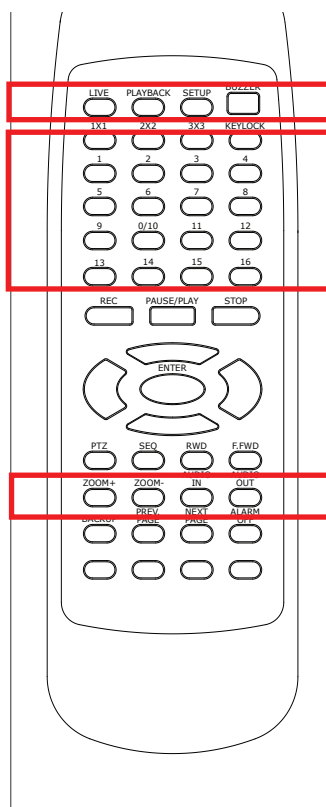 LIVE PLAYBACK SETUP BUZZER
1X1 2X2 3X3 KEYLOCK
1 2 3 4
5 6 7 8
9 0/10 11 12
13 14 15 16
REC PAUSE/PLAY STOP
ENTER
PTZ SEQ RWD F.FWD
AUDIO AUDIO
ZOOM+ ZOOM- IN OUT
PREV. NEXT ALARM
BACKUP PAGE PAGE OFF